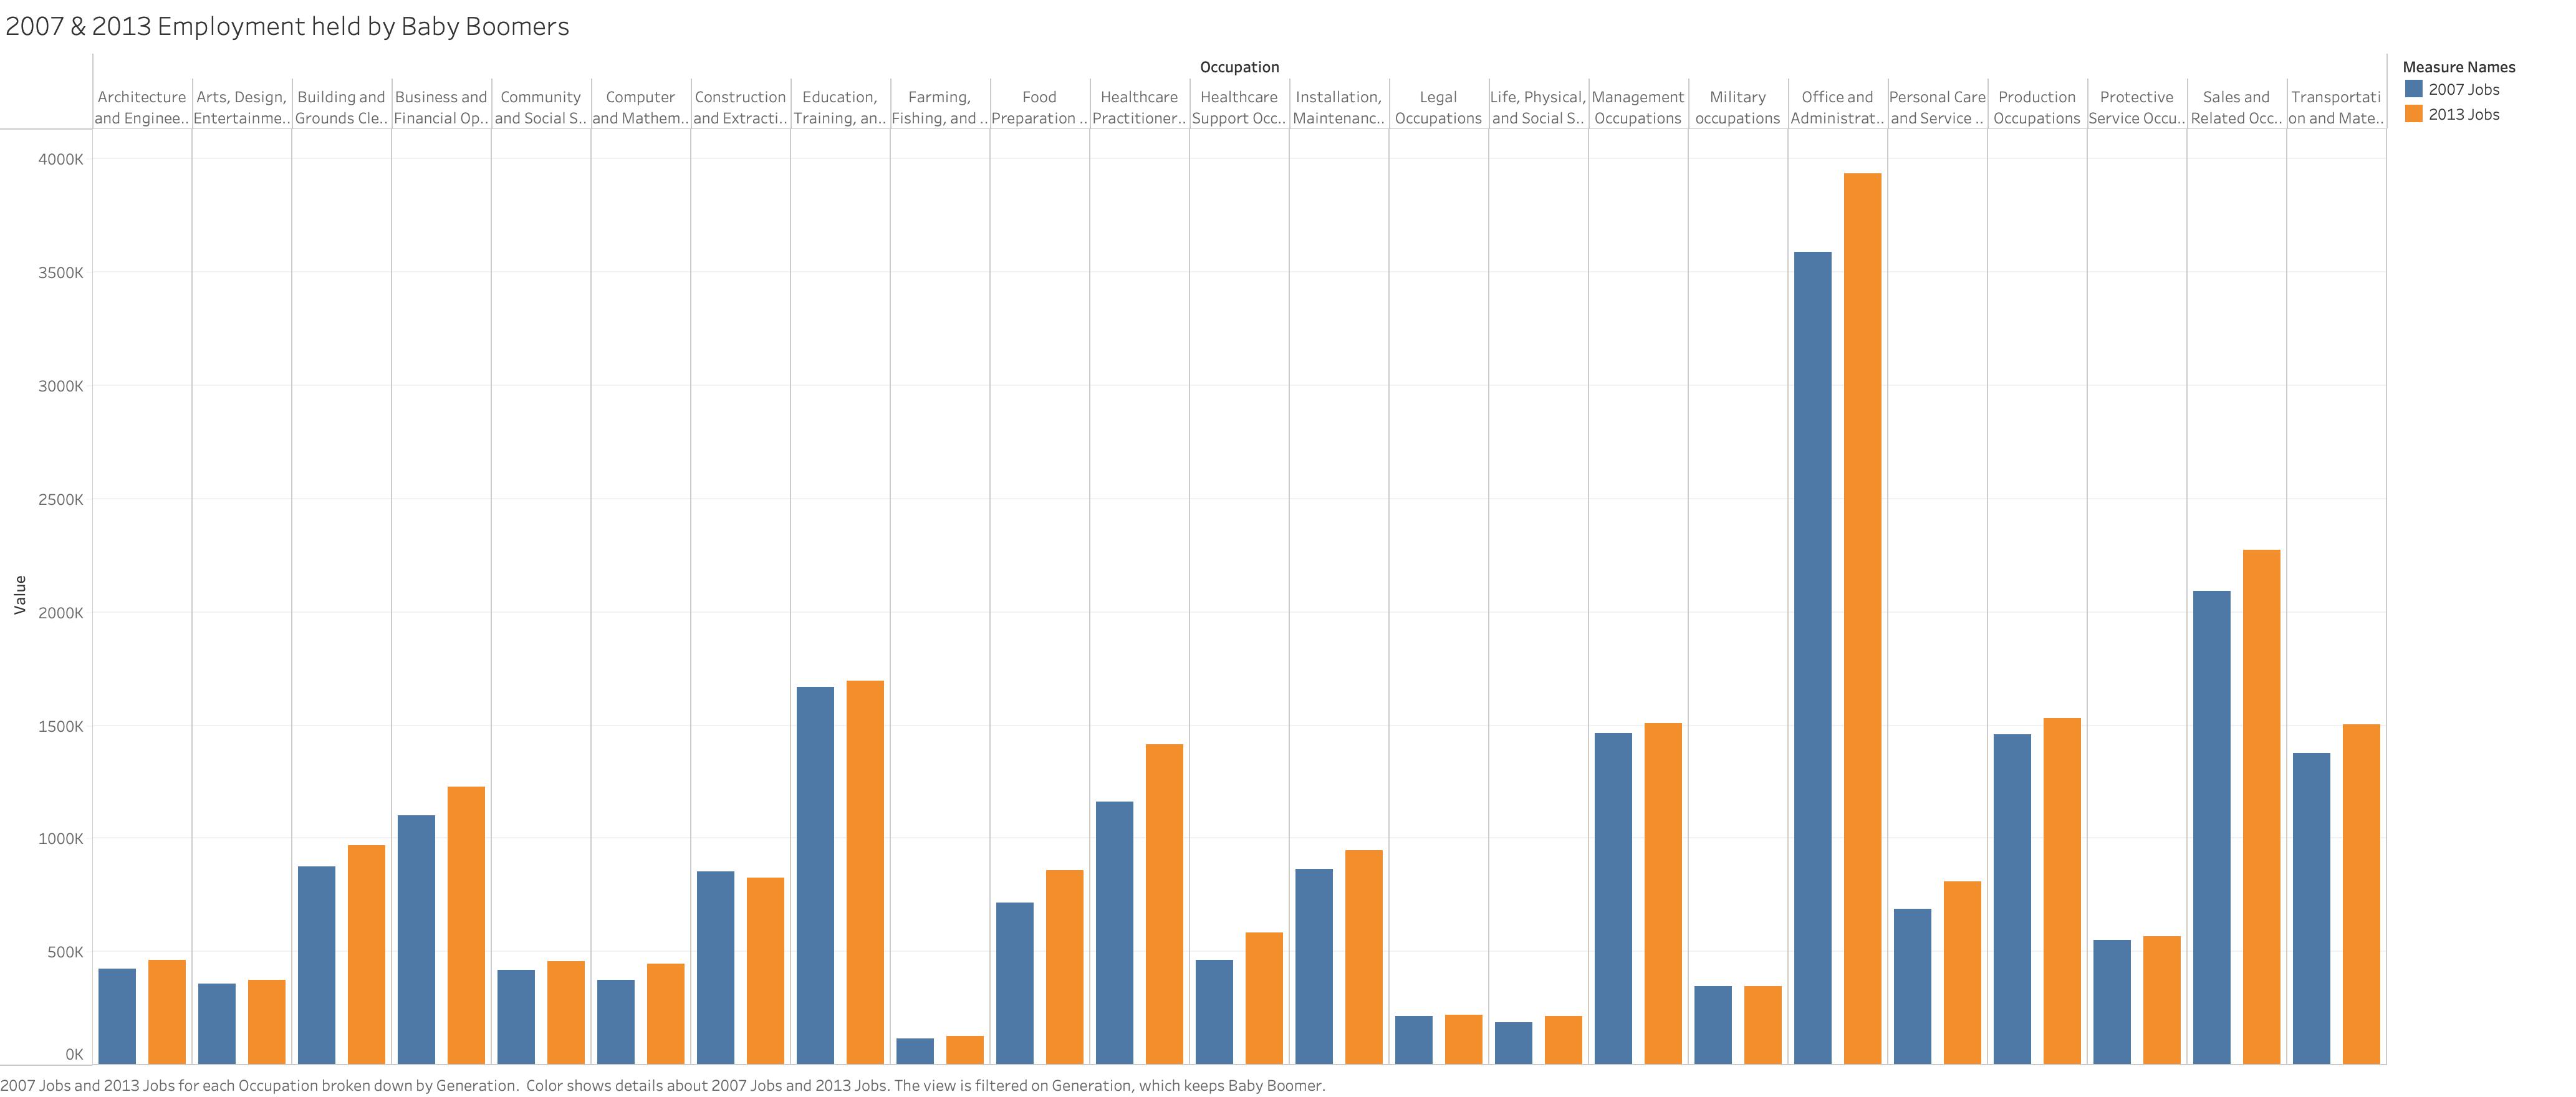 2007 & 2013 Employment held by Baby Boomers
Occupation
Architecture and Enginee..
Arts, Design, Entertainme..
Building and Grounds Cle..
Business and Financial Op..
Community and Social S..
Computer and Mathem..
Construction and Extracti..
Education, Training, an..
Farming, Fishing, and ..
Food Preparation ..
Healthcare Practitioner..
Healthcare Support Occ..
Installation, Maintenanc..
Legal Occupations
Life, Physical, and Social S..
Management Occupations
Military occupations
Office and Administrat..
Personal Care and Service ..
Production Occupations
Protective Service Occu..
Sales and Related Occ..
Transportati on and Mate..
Measure Names
2007 Jobs
2013 Jobs
4000K
3500K
3000K
2500K
2000K
1500K
1000K
500K
0K
Value
2007 Jobs and 2013 Jobs for each Occupation broken down by Generation.  Color shows details about 2007 Jobs and 2013 Jobs. The view is filtered on Generation, which keeps Baby Boomer.